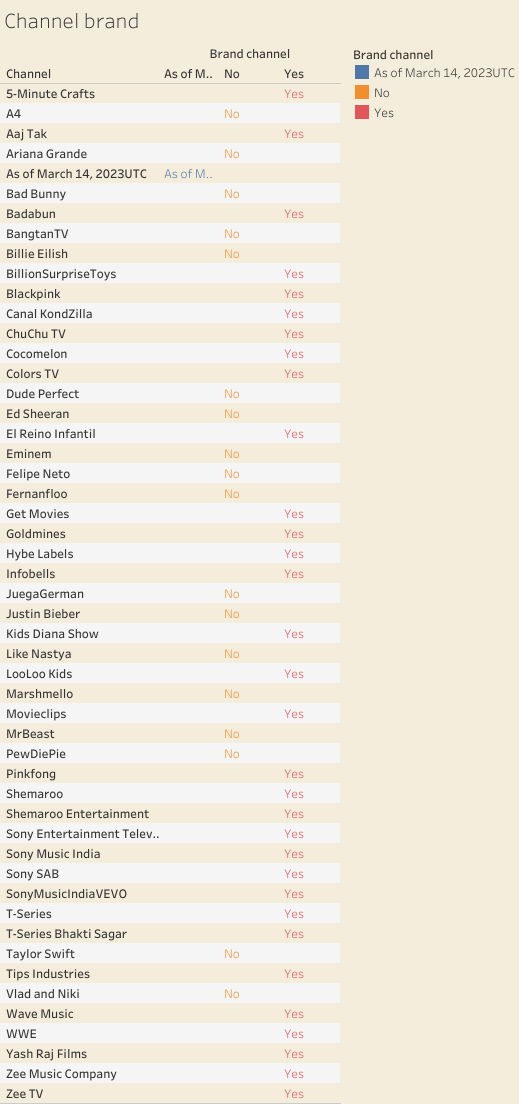 Channel brand
Brand channel
Channel As of M.. No Yes
5-Minute Crafts Yes
A4 No
Aaj Tak Yes
Ariana Grande No
As of March 14, 2023UTC As of M..
Bad Bunny No
Badabun Yes
BangtanTV No
Billie Eilish No
BillionSurpriseToys Yes
Blackpink Yes
Canal KondZilla Yes
ChuChu TV Yes
Cocomelon Yes
Colors TV Yes
Dude Perfect No
Ed Sheeran No
El Reino Infantil Yes
Eminem No
Felipe Neto No
Fernanfloo No
Get Movies Yes
Goldmines Yes
Hybe Labels Yes
Infobells Yes
JuegaGerman No
Justin Bieber No
Kids Diana Show Yes
Like Nastya No
LooLoo Kids Yes
Marshmello No
Movieclips Yes
MrBeast No
PewDiePie No
Pinkfong Yes
Shemaroo Yes
Shemaroo Entertainment Yes
Sony Entertainment Telev.. Yes
Sony Music India Yes
Sony SAB Yes
SonyMusicIndiaVEVO Yes
T-Series Yes
T-Series Bhakti Sagar Yes
Taylor Swift No
Tips Industries Yes
Vlad and Niki No
Wave Music Yes
WWE Yes
Yash Raj Films Yes
Zee Music Company Yes
Zee TV Yes
Brand channel
As of March 14, 2023UTC
No
Yes